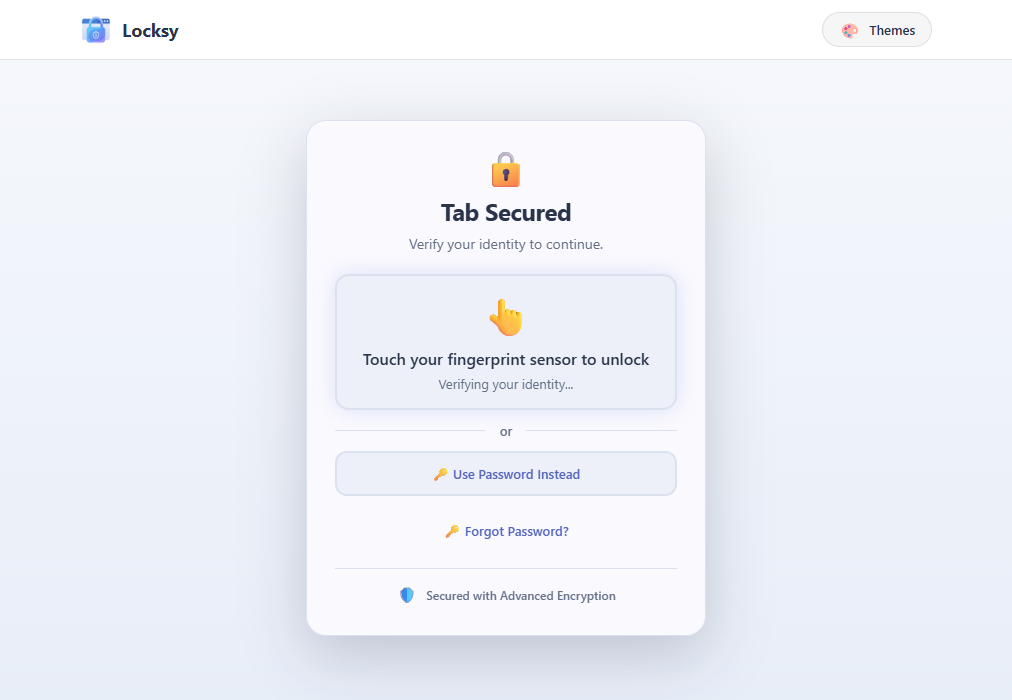 Locksy
Themes
Tab Secured
Verify your identity to continue.
Touch your fingerprint sensor to unlock
Verifying your identity...
or
Use Password Instead
Forgot Password?
Secured with Advanced Encryption